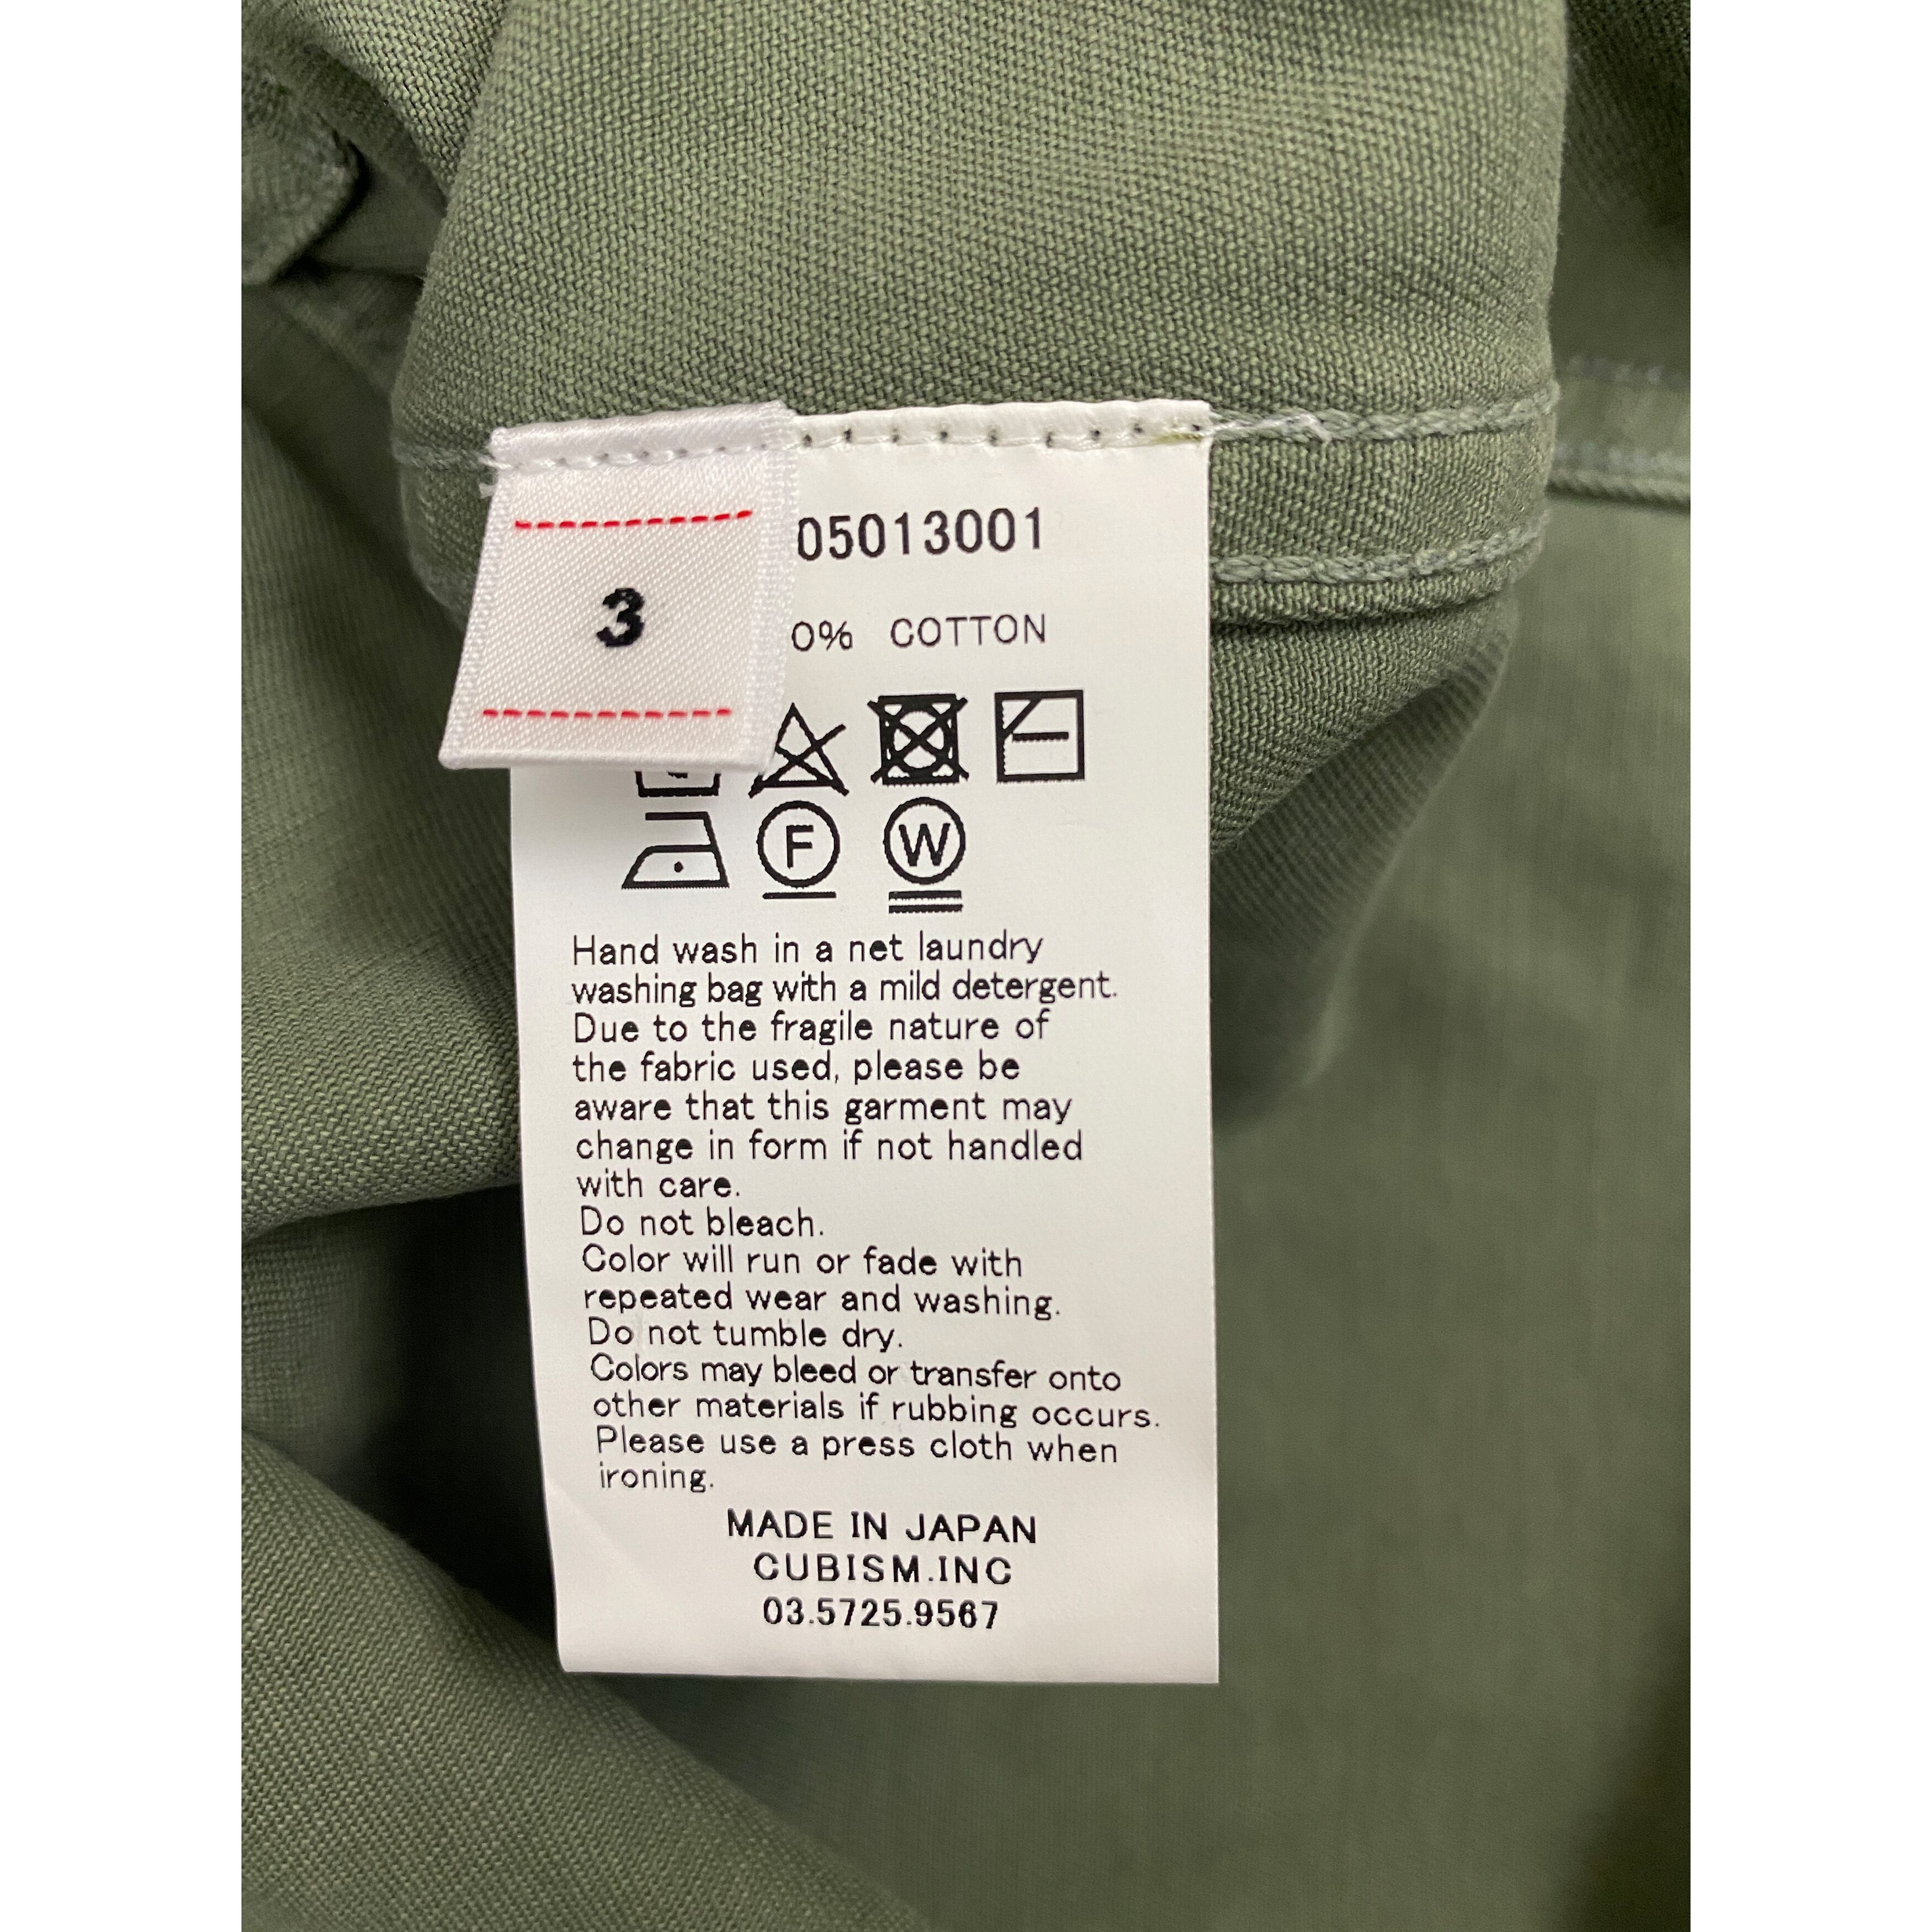 05013001
3
0% COTTON
F W
Hand wash in a net laundry
washing bag with a mild detergent.
Due to the fragile nature of
the fabric used, please be
aware that this garment may
change in form if not handled
with care.
Do not bleach.
Color will run or fade with
repeated wear and washing.
Do not tumble dry.
Colors may bleed or transfer onto
other materials if rubbing occurs.
Please use a press cloth when
ironing.
MADE IN JAPAN
CUBISM.INC
03.5725.9567